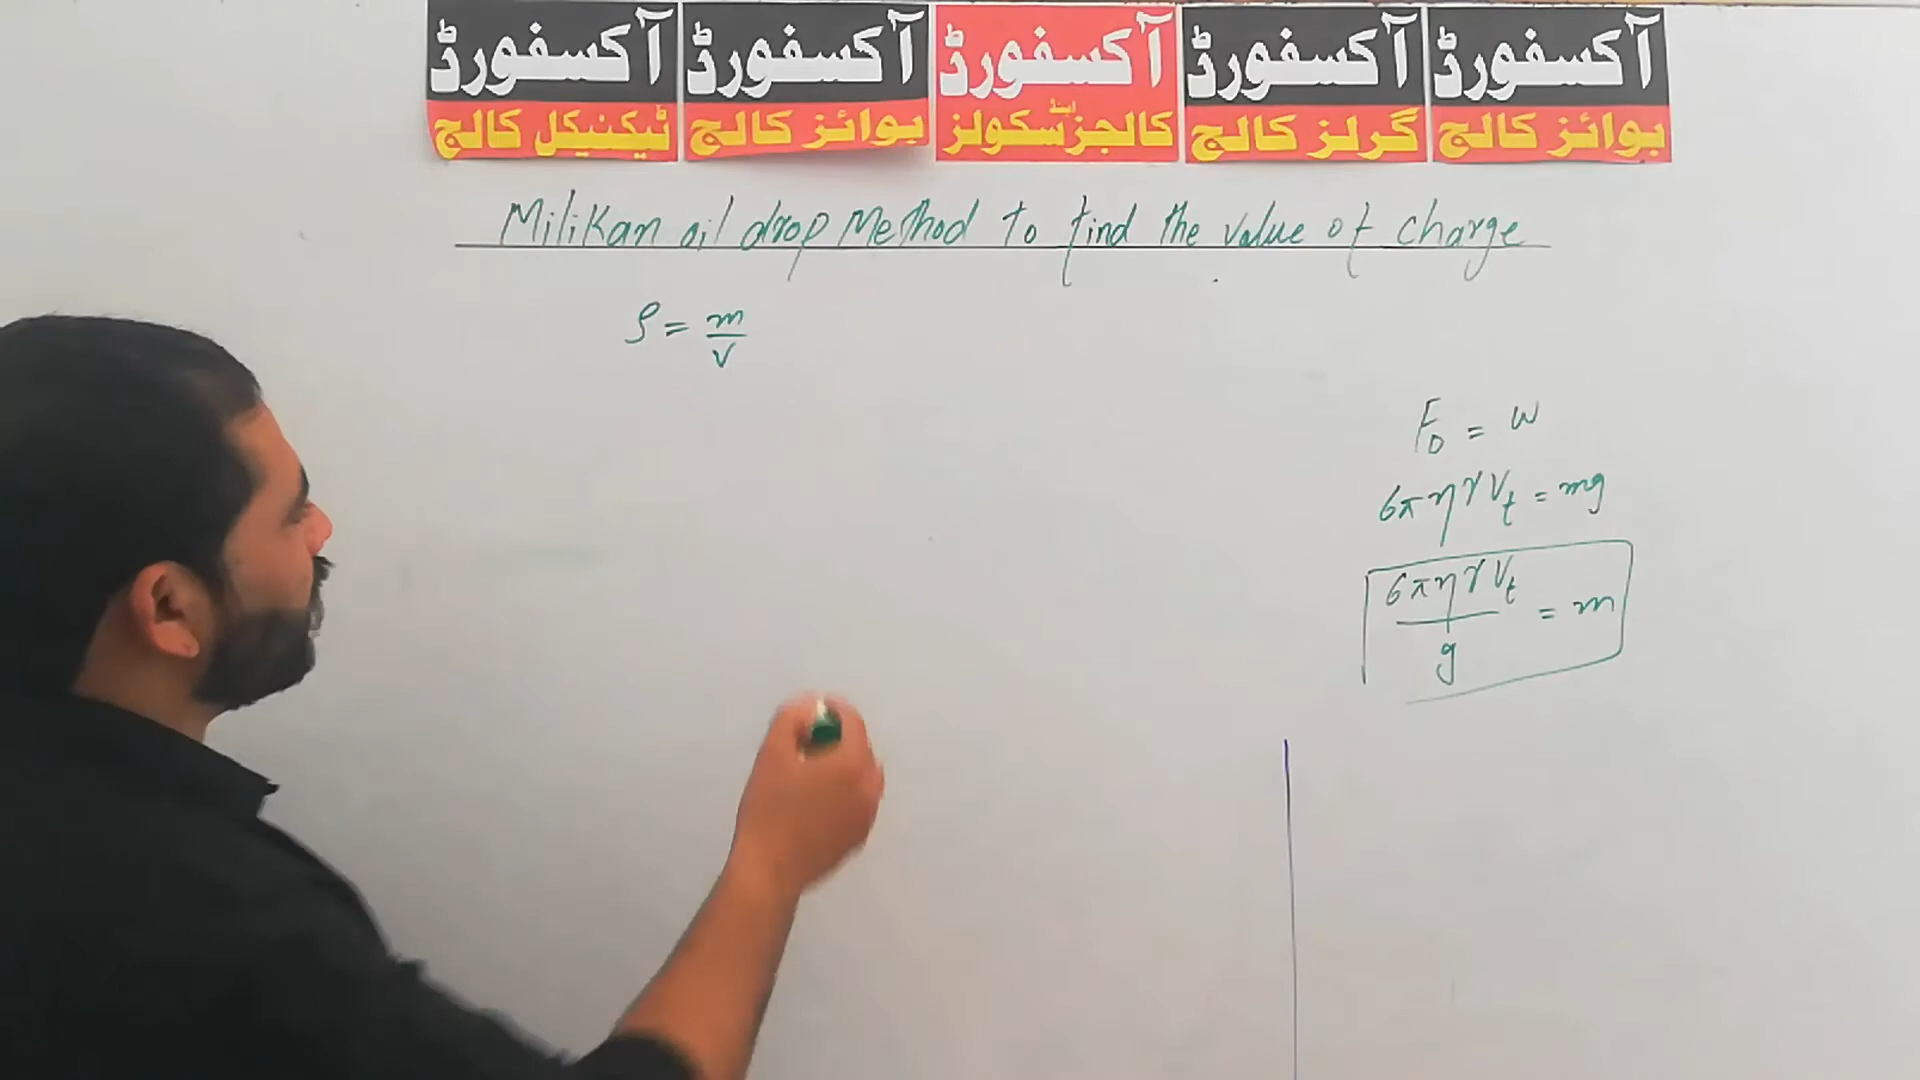 آکسفورڈ آکسفورڈ آکسفورڈ آکسفورڈ آکسفورڈ
بوائز کالج گرلز کالج کالجز اینڈ سکولز بوائز کالج ٹیکنیکل کالج
Milikan oil drop Method to find the value of charge
ρ = m/v
F_D = w
6πηrV_t = mg
6πηrV_t/g = m